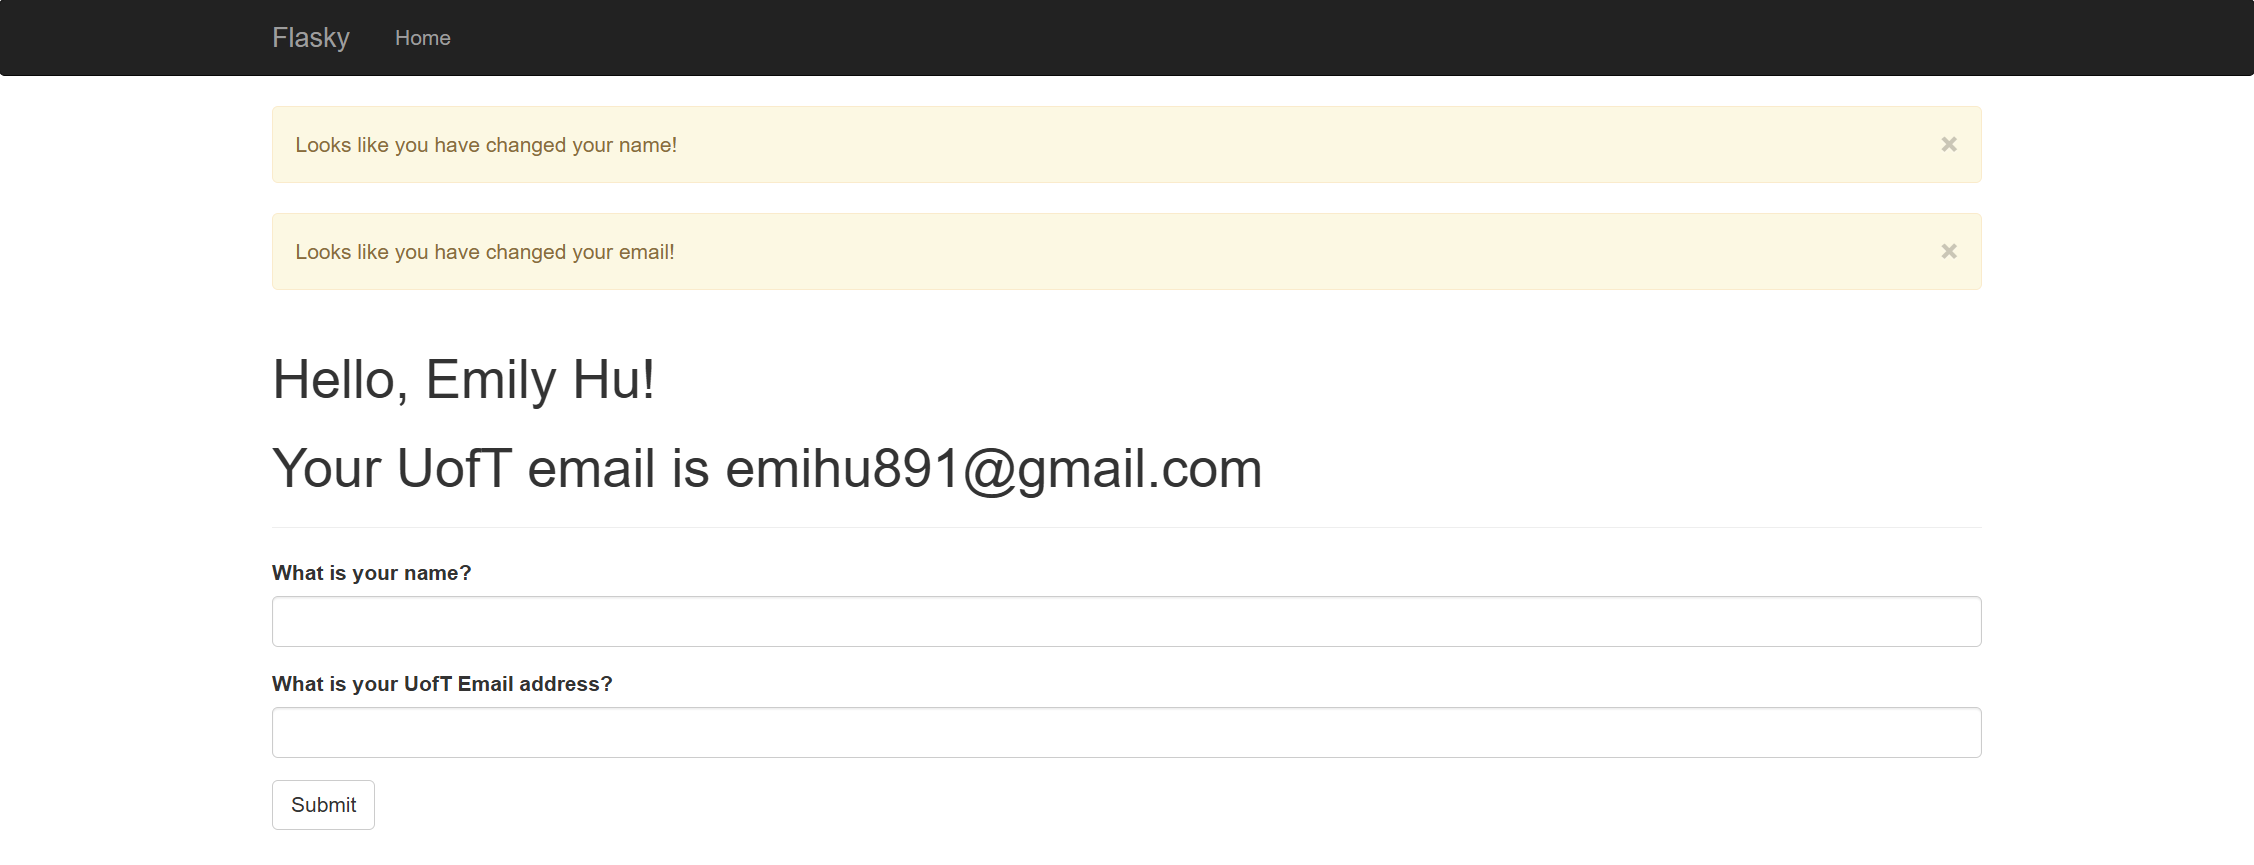 Flasky Home
Looks like you have changed your name! ×
Looks like you have changed your email! ×
Hello, Emily Hu!
Your UofT email is emihu891@gmail.com
What is your name?
What is your UofT Email address?
Submit